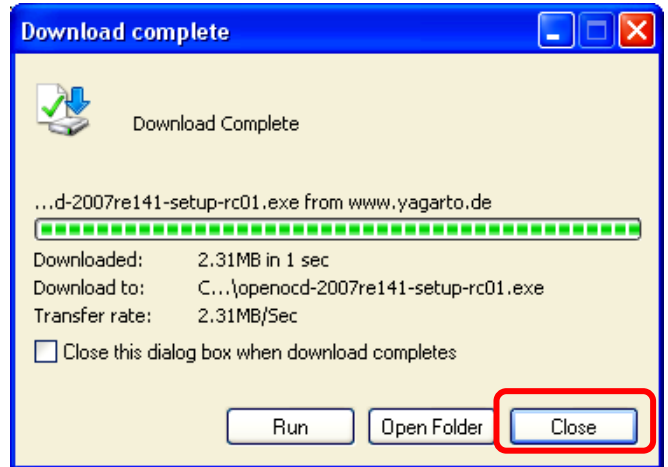 Download complete
Download Complete
...d-2007re141-setup-rc01.exe from www.yagarto.de
Downloaded: 2.31MB in 1 sec
Download to: C...\openocd-2007re141-setup-rc01.exe
Transfer rate: 2.31MB/Sec
Close this dialog box when download completes
Run Open Folder Close